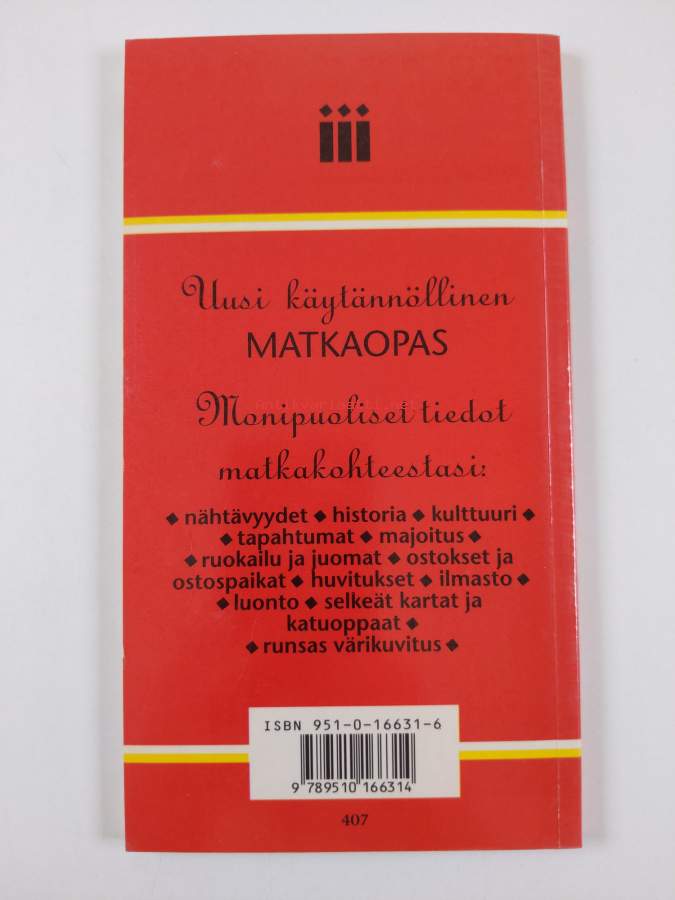 iii
Uusi käytännöllinen
MATKAOPAS
Monipuoliset tiedot
matkakohteestasi:
◆ nähtävyydet ◆ historia ◆ kulttuuri ◆
◆ tapahtumat ◆ majoitus ◆
◆ ruokailu ja juomat ◆ ostokset ja
ostospaikat ◆ huvitukset ◆ ilmasto ◆
◆ luonto ◆ selkeät kartat ja
katuoppaat ◆
◆ runsas värikuvitus ◆
ISBN 951-0-16631-6
9 789510 166314
407